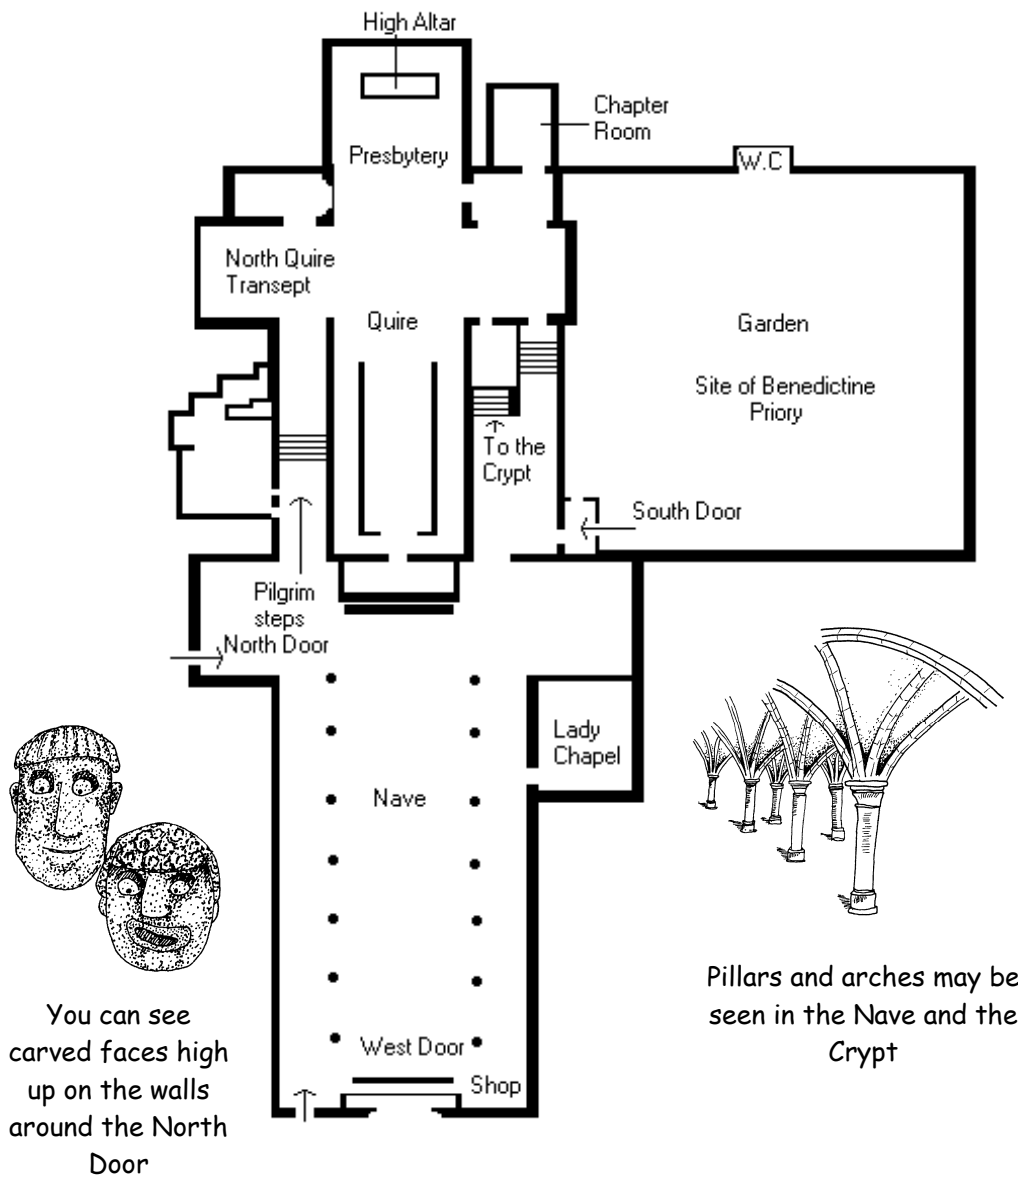 High Altar
Chapter
Room
Presbytery
W.C
North Quire
Transept
Quire
Garden
Site of Benedictine
Priory
To the
Crypt
South Door
Pilgrim
steps
North Door
Lady
Chapel
Nave
West Door
Shop
You can see
carved faces high
up on the walls
around the North
Door
Pillars and arches may be
seen in the Nave and the
Crypt